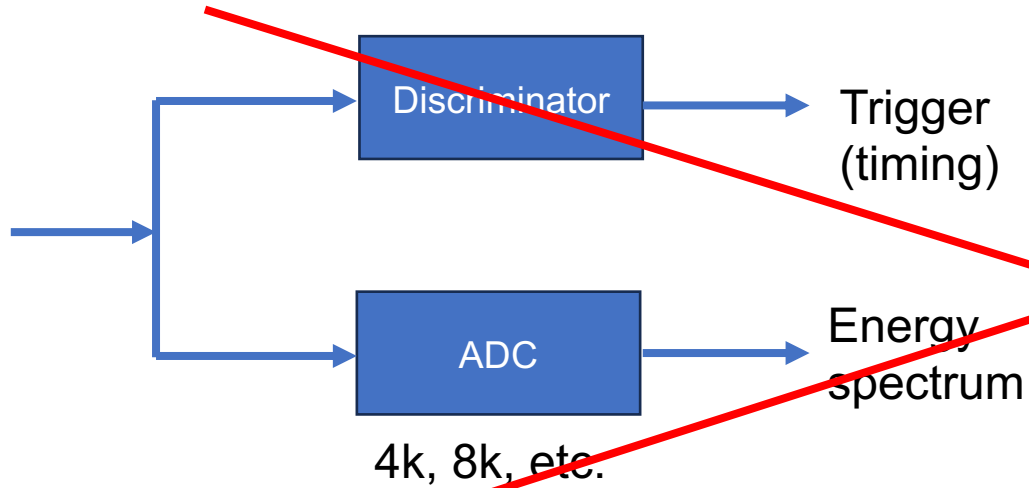 Discriminator
Trigger
(timing)
ADC
Energy
spectrum
4k, 8k, etc.